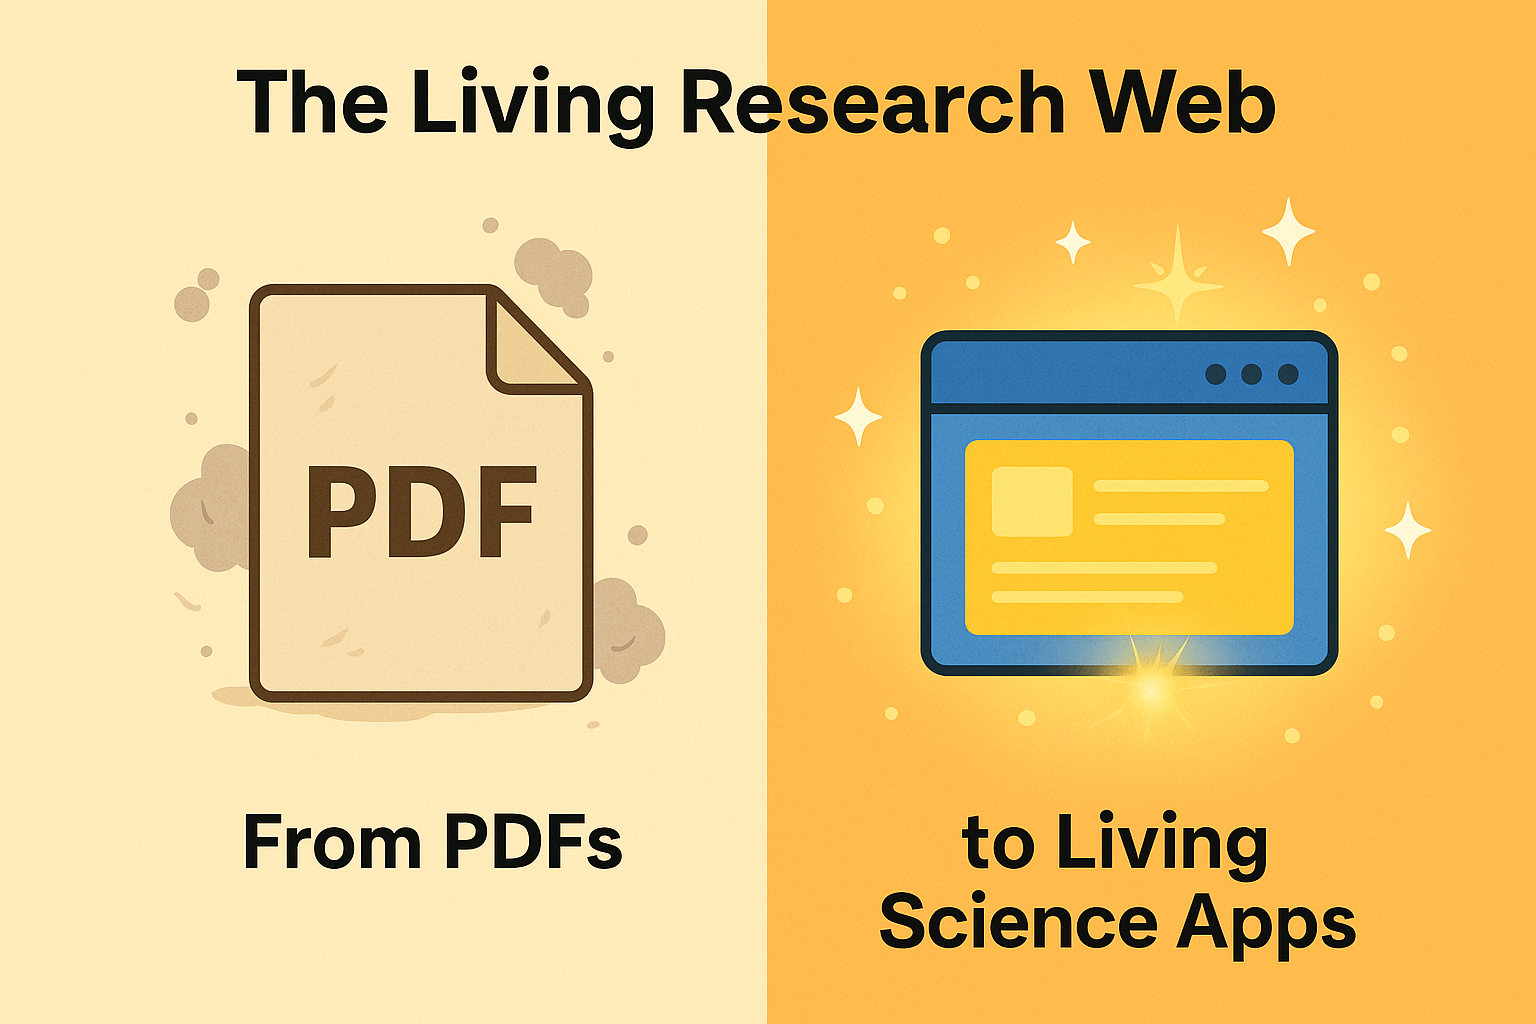 The Living Research Web
PDF
From PDFs
to Living
Science Apps